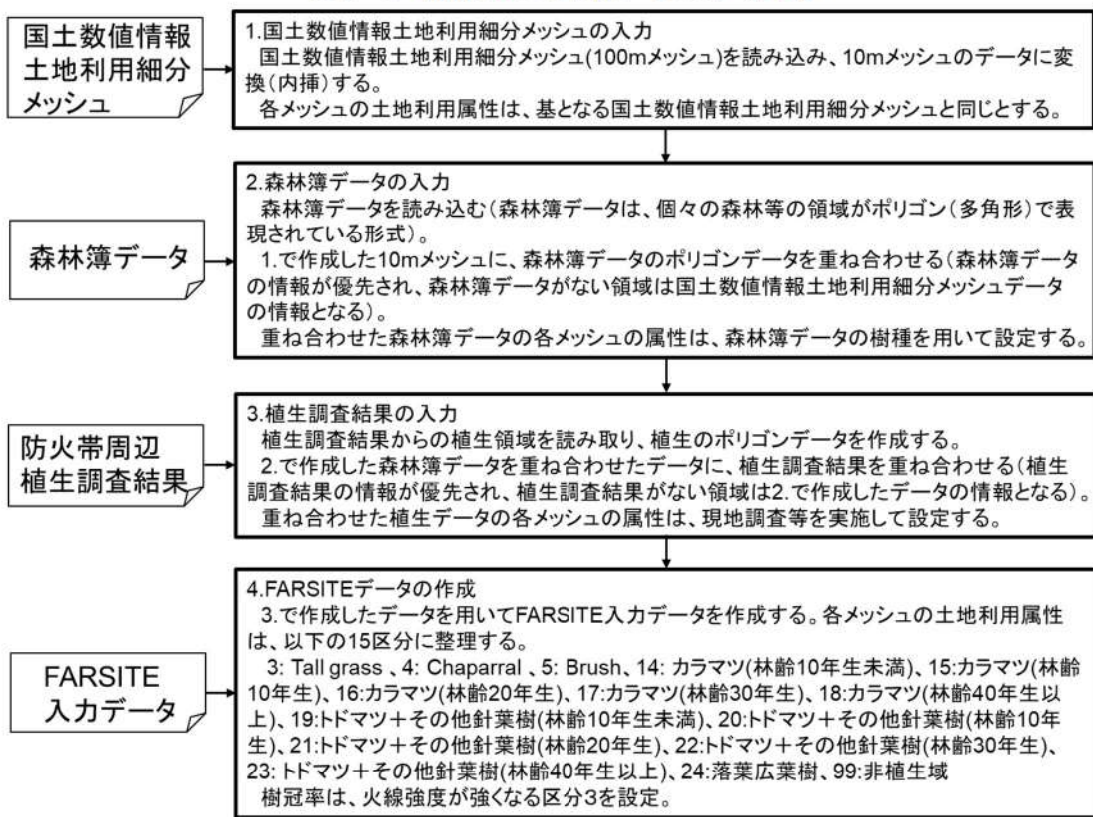 国土数値情報
土地利用細分
メッシュ
1.国土数値情報土地利用細分メッシュの入力
国土数値情報土地利用細分メッシュ(100mメッシュ)を読み込み、10mメッシュのデータに変
換(内挿)する。
各メッシュの土地利用属性は、基となる国土数値情報土地利用細分メッシュと同じとする。
森林簿データ
2.森林簿データの入力
森林簿データを読み込む(森林簿データは、個々の森林等の領域がポリゴン(多角形)で表
現されている形式)。
1.で作成した10mメッシュに、森林簿データのポリゴンデータを重ね合わせる(森林簿データ
の情報が優先され、森林簿データがない領域は国土数値情報土地利用細分メッシュデータ
の情報となる)。
重ね合わせた森林簿データの各メッシュの属性は、森林簿データの樹種を用いて設定する。
防火帯周辺
植生調査結果
3.植生調査結果の入力
植生調査結果からの植生領域を読み取り、植生のポリゴンデータを作成する。
2.で作成した森林簿データを重ね合わせたデータに、植生調査結果を重ね合わせる(植生
調査結果の情報が優先され、植生調査結果がない領域は2.で作成したデータの情報となる)。
重ね合わせた植生データの各メッシュの属性は、現地調査等を実施して設定する。
FARSITE
入力データ
4.FARSITEデータの作成
3.で作成したデータを用いてFARSITE入力データを作成する。各メッシュの土地利用属性
は、以下の15区分に整理する。
3: Tall grass 、4: Chaparral 、5: Brush、14: カラマツ(林齢10年生未満)、15:カラマツ(林齢
10年生)、16:カラマツ(林齢20年生)、17:カラマツ(林齢30年生)、18:カラマツ(林齢40年生以
上)、19:トドマツ+その他針葉樹(林齢10年生未満)、20:トドマツ+その他針葉樹(林齢10年
生)、21:トドマツ+その他針葉樹(林齢20年生)、22:トドマツ+その他針葉樹(林齢30年生)、
23: トドマツ+その他針葉樹(林齢40年生以上)、24:落葉広葉樹、99:非植生域
樹冠率は、火線強度が強くなる区分3を設定。